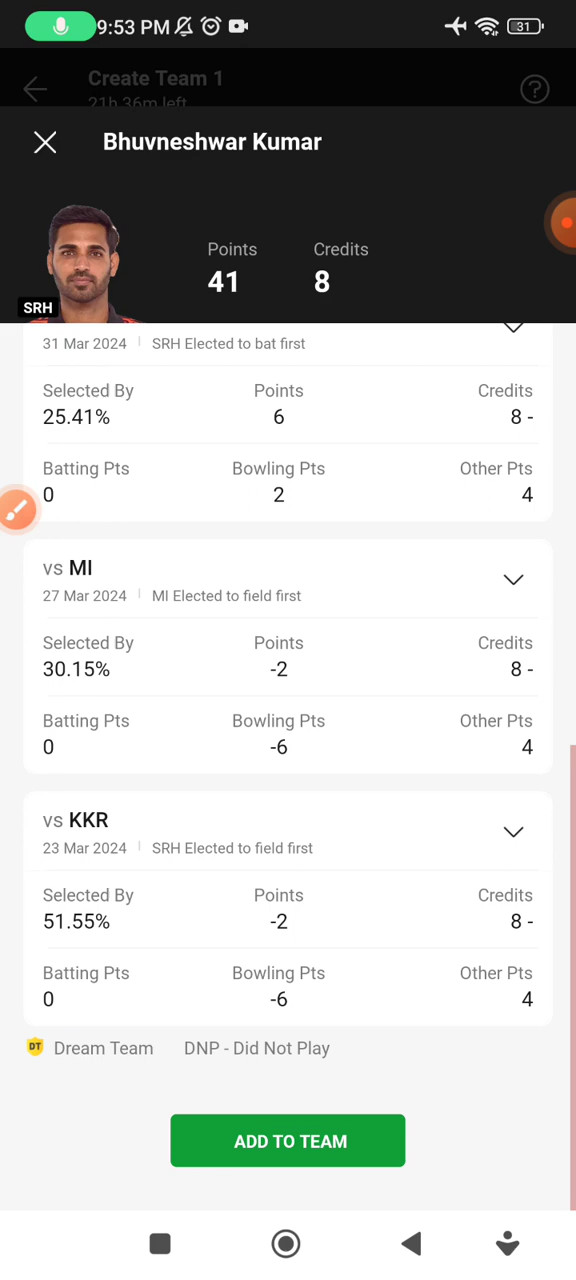 9:53 PM
31
Create Team 1
21h 36m left
?
Bhuvneshwar Kumar
Points
Credits
41
8
SRH
31 Mar 2024
SRH Elected to bat first
Selected By
Points
Credits
25.41%
6
8 -
Batting Pts
Bowling Pts
Other Pts
0
2
4
vs MI
27 Mar 2024
MI Elected to field first
Selected By
Points
Credits
30.15%
-2
8 -
Batting Pts
Bowling Pts
Other Pts
0
-6
4
vs KKR
23 Mar 2024
SRH Elected to field first
Selected By
Points
Credits
51.55%
-2
8 -
Batting Pts
Bowling Pts
Other Pts
0
-6
4
DT Dream Team
DNP - Did Not Play
ADD TO TEAM